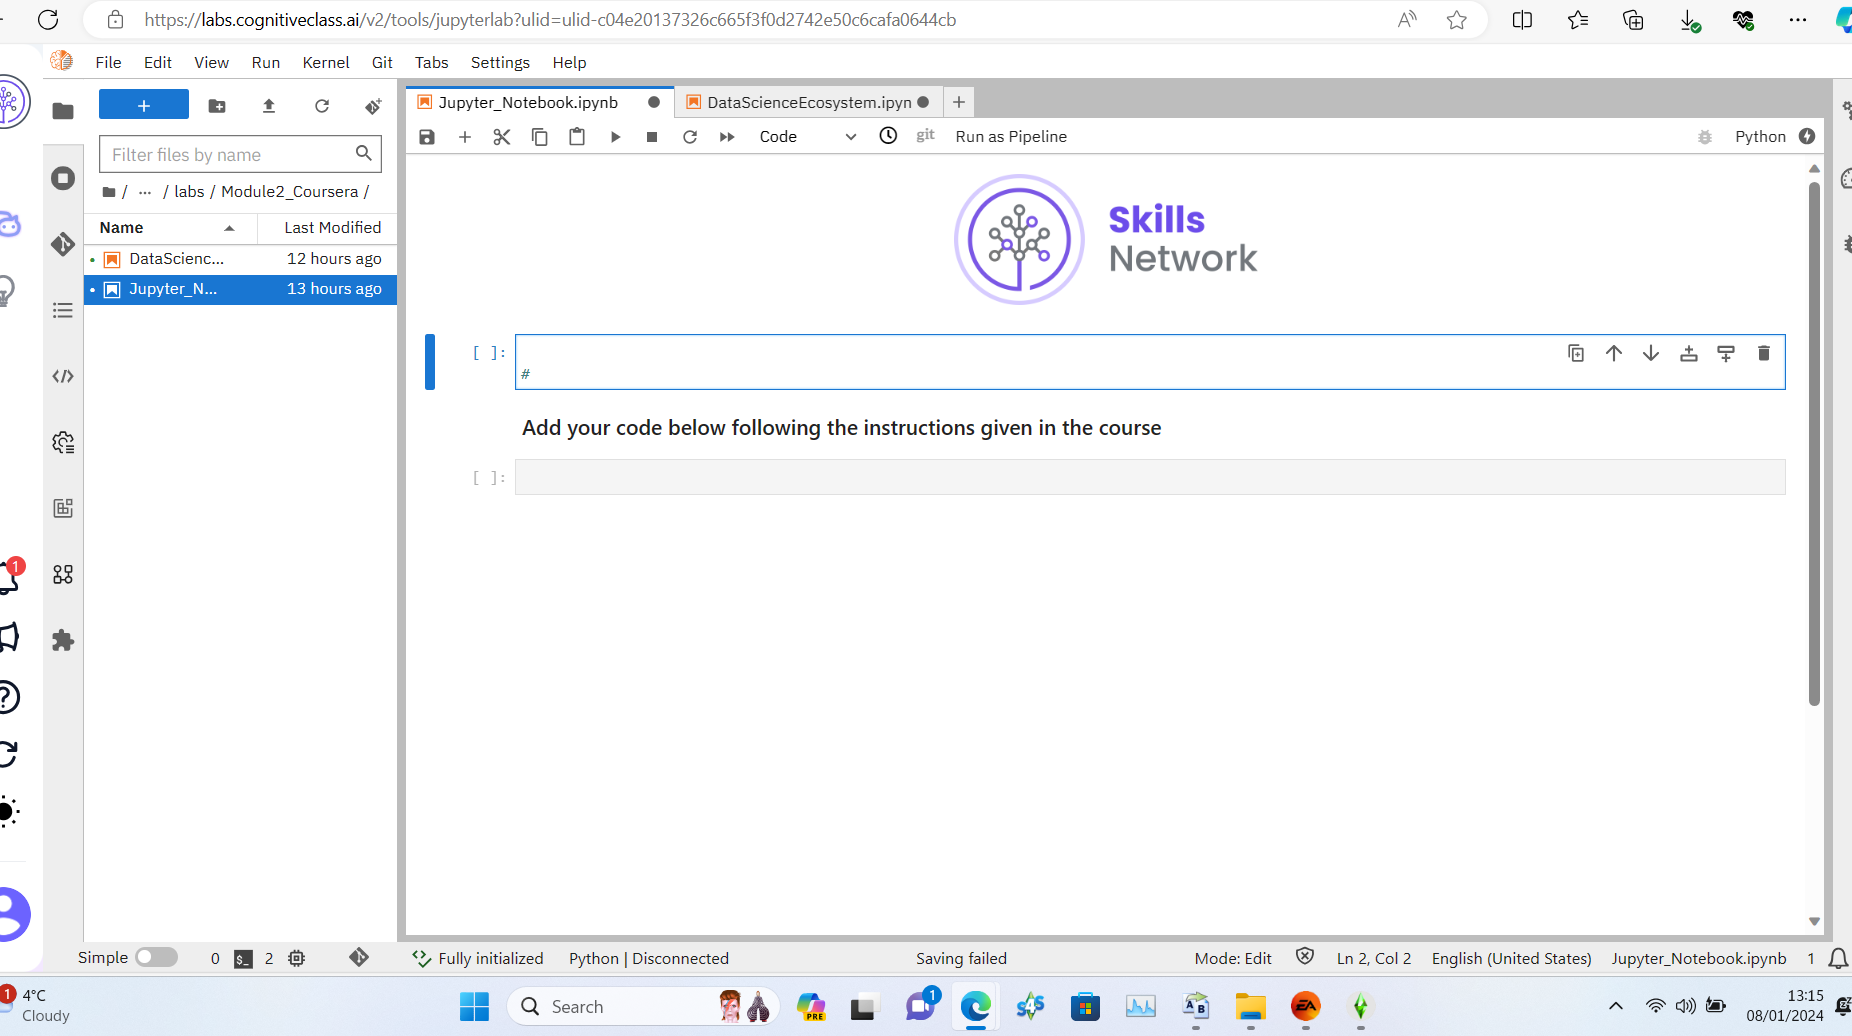 https://labs.cognitiveclass.ai/v2/tools/jupyterlab?ulid=ulid-c04e20137326c665f3f0d2742e50c6cafa0644cb
File Edit View Run Kernel Git Tabs Settings Help
+
Jupyter_Notebook.ipynb
DataScienceEcosystem.ipyn
+
Code
git
Run as Pipeline
Python
Filter files by name
/ ··· / labs / Module2_Coursera /
Name Last Modified
DataScienc... 12 hours ago
Jupyter_N... 13 hours ago
Skills
Network
[ ]:
#
Add your code below following the instructions given in the course
[ ]:
1
Simple 0 $_ 2 Fully initialized Python | Disconnected Saving failed Mode: Edit Ln 2, Col 2 English (United States) Jupyter_Notebook.ipynb 1
1
4°C
Cloudy
Search
PRE
1
S4S
A B
EA
13:15
08/01/2024